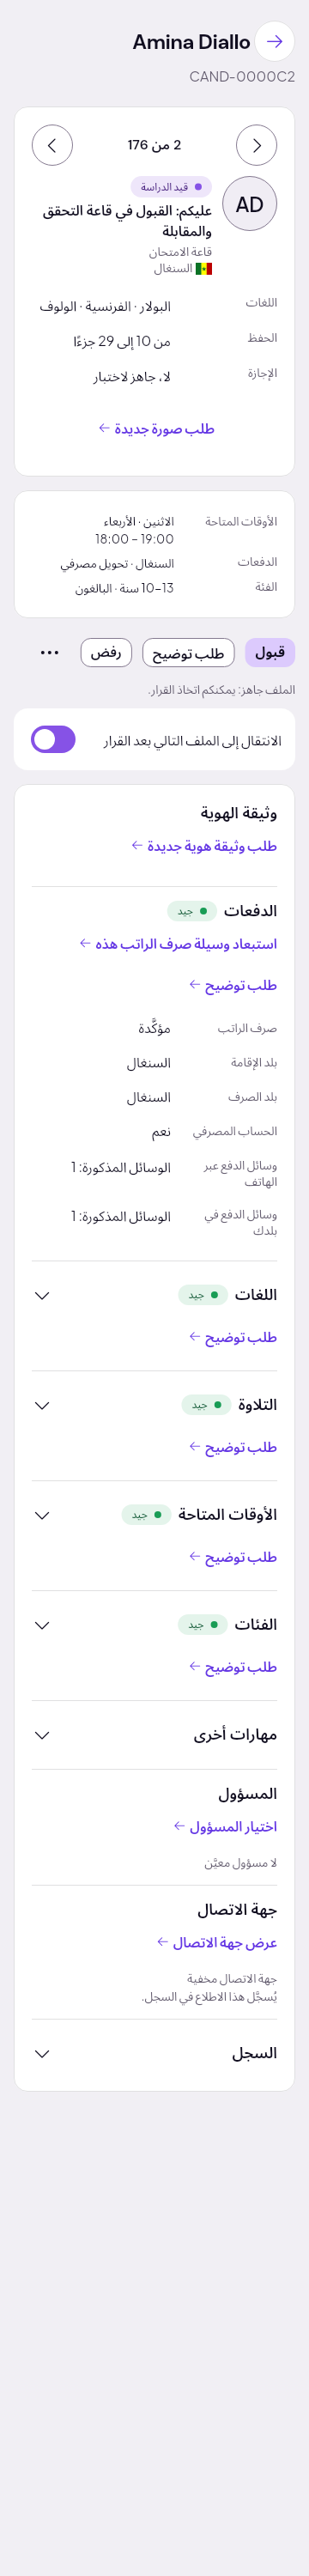 Amina Diallo
CAND-0000C2
2 من 176
AD
قيد الدراسة
عليكم: القبول في قاعة التحقق
والمقابلة
قاعة الامتحان
السنغال
اللغات
البولار · الفرنسية · الولوف
الحفظ
من 10 إلى 29 جزءًا
الإجازة
لا، جاهز لاختبار
طلب صورة جديدة ←
الأوقات المتاحة
الاثنين · الأربعاء
18:00 – 19:00
الدفعات
السنغال · تحويل مصرفي
الفئة
10–13 سنة · البالغون
قبول
طلب توضيح
رفض
الملف جاهز: يمكنكم اتخاذ القرار.
الانتقال إلى الملف التالي بعد القرار
وثيقة الهوية
طلب وثيقة هوية جديدة ←
الدفعات
جيد
استبعاد وسيلة صرف الراتب هذه ←
طلب توضيح ←
صرف الراتب
مؤكَّدة
بلد الإقامة
السنغال
بلد الصرف
السنغال
الحساب المصرفي
نعم
وسائل الدفع عبر
الهاتف
الوسائل المذكورة: 1
وسائل الدفع في
بلدك
الوسائل المذكورة: 1
اللغات
جيد
طلب توضيح ←
التلاوة
جيد
طلب توضيح ←
الأوقات المتاحة
جيد
طلب توضيح ←
الفئات
جيد
طلب توضيح ←
مهارات أخرى
المسؤول
اختيار المسؤول ←
لا مسؤول معيَّن
جهة الاتصال
عرض جهة الاتصال ←
جهة الاتصال مخفية
يُسجَّل هذا الاطلاع في السجل.
السجل